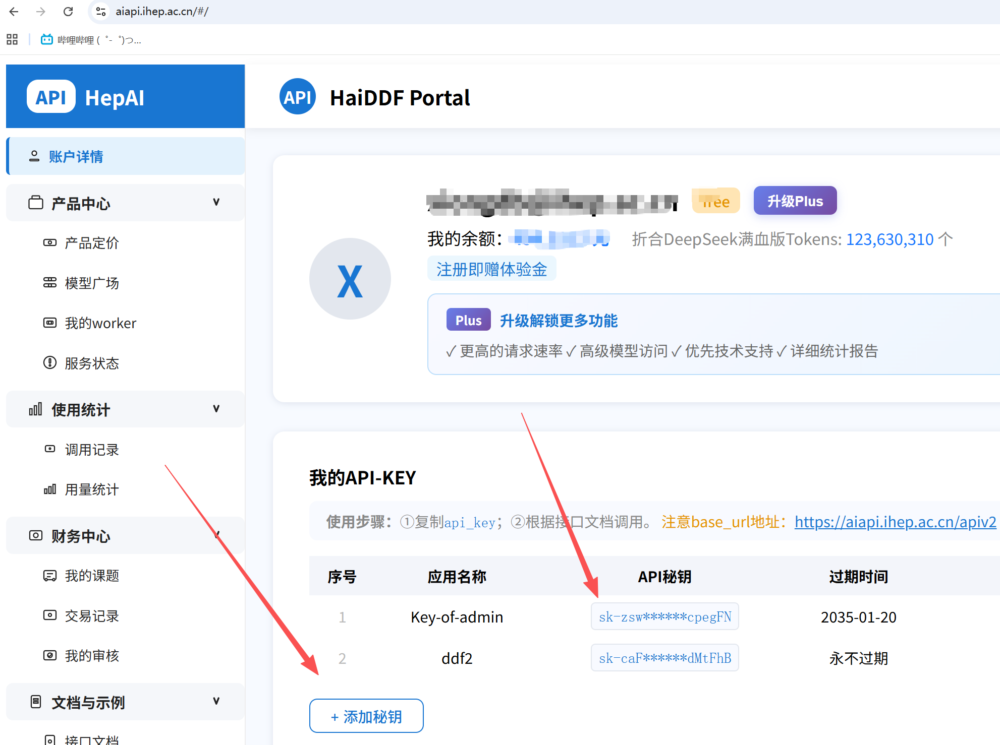 aiapi.ihep.ac.cn/#/
哔哩哔哩 (゜-゜)つ...
API HepAI
API HaiDDF Portal
账户详情
产品中心
产品定价
模型广场
我的worker
服务状态
使用统计
调用记录
用量统计
财务中心
我的课题
交易记录
我的审核
文档与示例
接口文档
free 升级Plus
我的余额： 折合DeepSeek满血版Tokens: 123,630,310 个
注册即赠体验金
X
Plus 升级解锁更多功能
✓ 更高的请求速率 ✓ 高级模型访问 ✓ 优先技术支持 ✓ 详细统计报告
我的API-KEY
使用步骤：①复制api_key；②根据接口文档调用。 注意base_url地址：https://aiapi.ihep.ac.cn/apiv2
序号 应用名称 API秘钥 过期时间
1 Key-of-admin sk-zsw******cpegFN 2035-01-20
2 ddf2 sk-caF******dMtFhB 永不过期
+ 添加秘钥